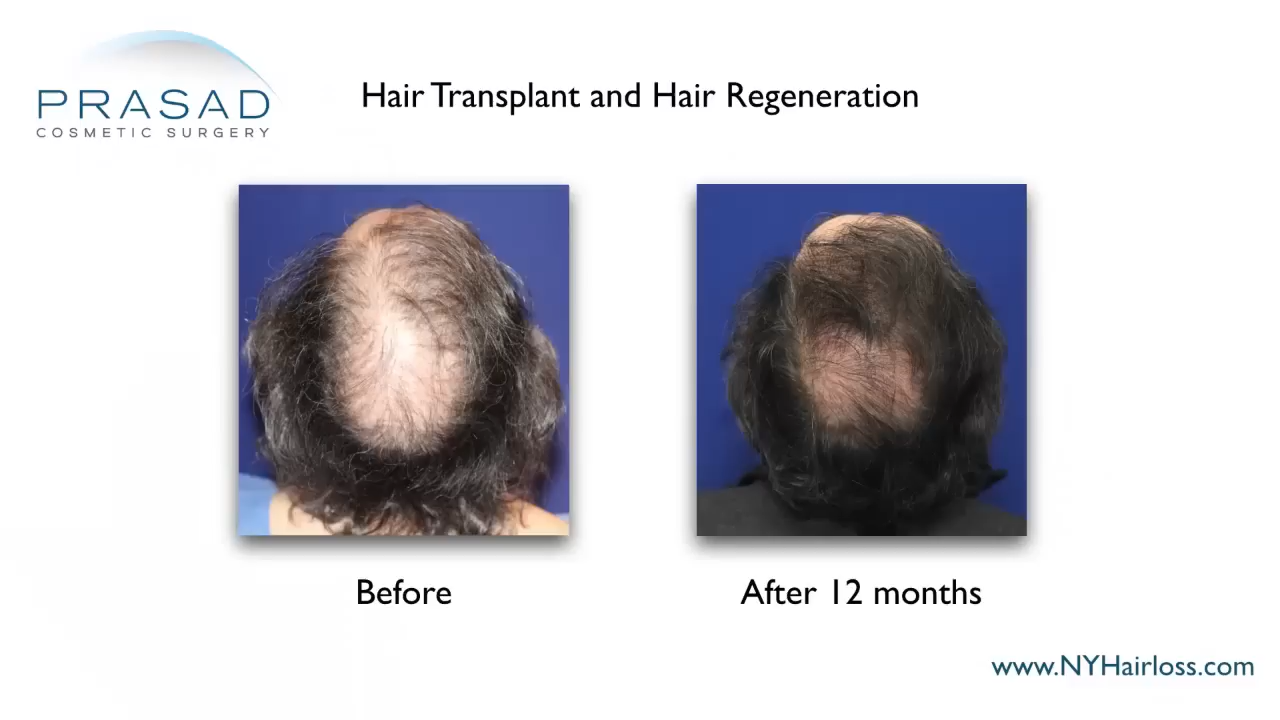 PRASAD
COSMETIC SURGERY
Hair Transplant and Hair Regeneration
Before
After 12 months
www.NYHairloss.com